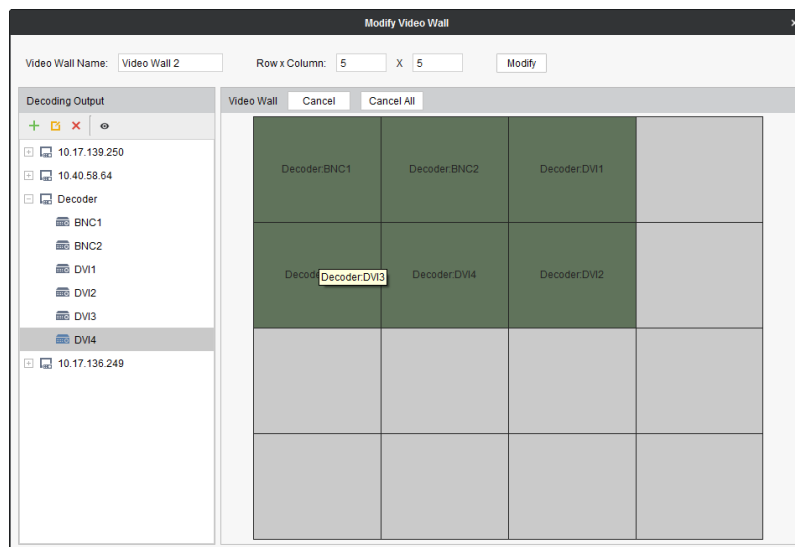 Modify Video Wall
Video Wall Name: Video Wall 2 Row x Column: 5 X 5 Modify
Decoding Output
Video Wall Cancel Cancel All
10.17.139.250
10.40.58.64
Decoder
BNC1
BNC2
DVI1
DVI2
DVI3
DVI4
10.17.136.249
Decoder:BNC1 Decoder:BNC2 Decoder:DVI1
Decode Decoder:DVI3 Decoder:DVI4 Decoder:DVI2